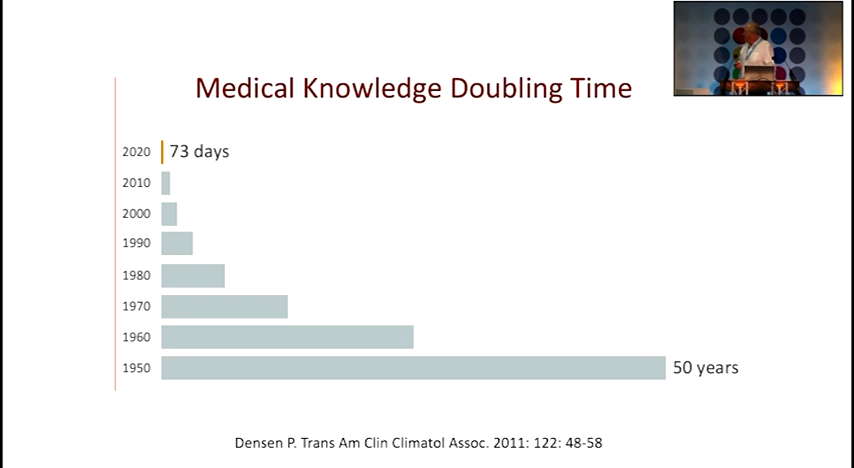 Medical Knowledge Doubling Time
2020 73 days
2010
2000
1990
1980
1970
1960
1950 50 years
Densen P. Trans Am Clin Climatol Assoc. 2011: 122: 48-58